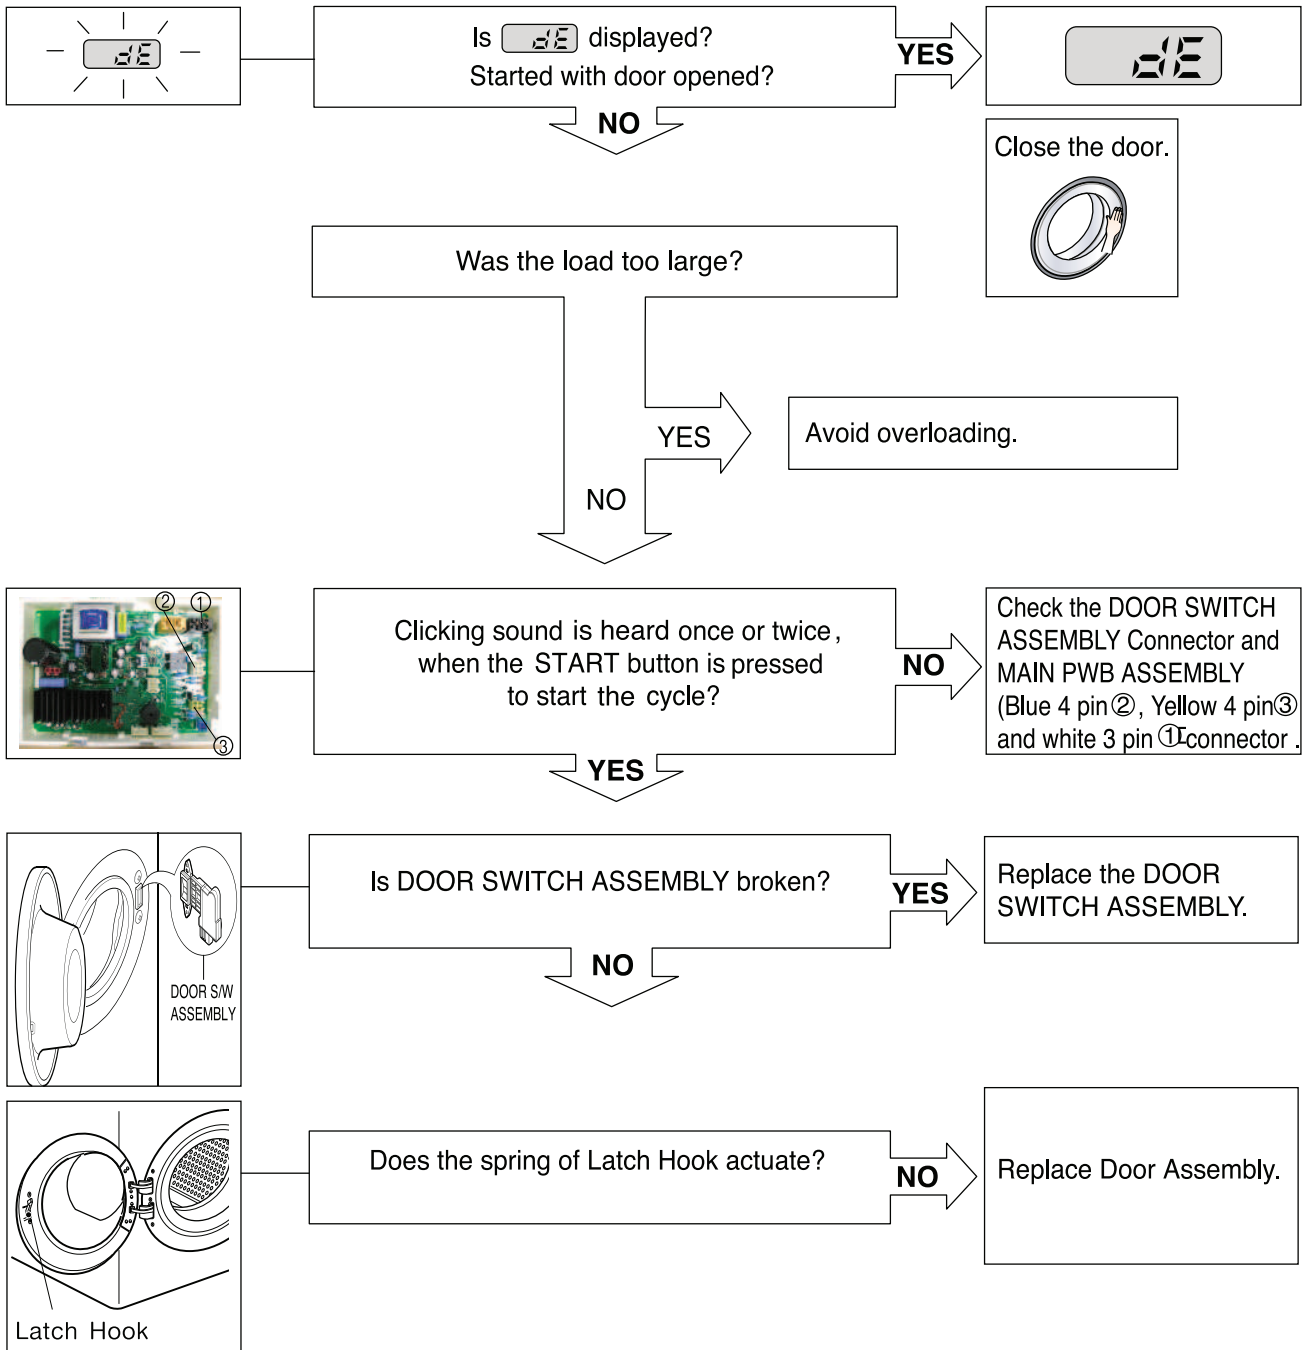 dE
Is dE displayed?
Started with door opened?
YES
dE
NO
Close the door.
Was the load too large?
YES
Avoid overloading.
NO
② ①
③
Clicking sound is heard once or twice,
when the START button is pressed
to start the cycle?
NO
Check the DOOR SWITCH
ASSEMBLY Connector and
MAIN PWB ASSEMBLY
(Blue 4 pin②, Yellow 4 pin③
and white 3 pin ① connector .
YES
DOOR S/W
ASSEMBLY
Is DOOR SWITCH ASSEMBLY broken?
YES
Replace the DOOR
SWITCH ASSEMBLY.
NO
Latch Hook
Does the spring of Latch Hook actuate?
NO
Replace Door Assembly.